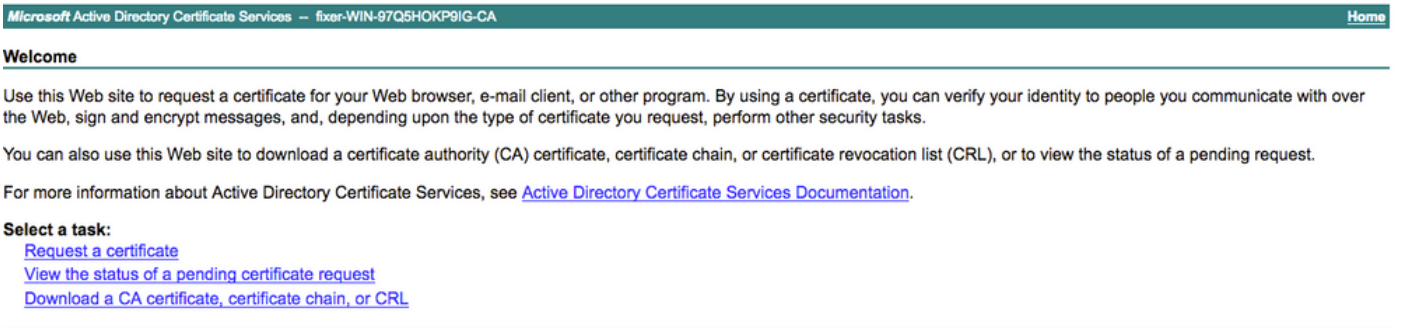 Microsoft Active Directory Certificate Services -- fixer-WIN-97Q5HOKP9IG-CA Home
Welcome
Use this Web site to request a certificate for your Web browser, e-mail client, or other program. By using a certificate, you can verify your identity to people you communicate with over
the Web, sign and encrypt messages, and, depending upon the type of certificate you request, perform other security tasks.
You can also use this Web site to download a certificate authority (CA) certificate, certificate chain, or certificate revocation list (CRL), or to view the status of a pending request.
For more information about Active Directory Certificate Services, see Active Directory Certificate Services Documentation.
Select a task:
Request a certificate
View the status of a pending certificate request
Download a CA certificate, certificate chain, or CRL